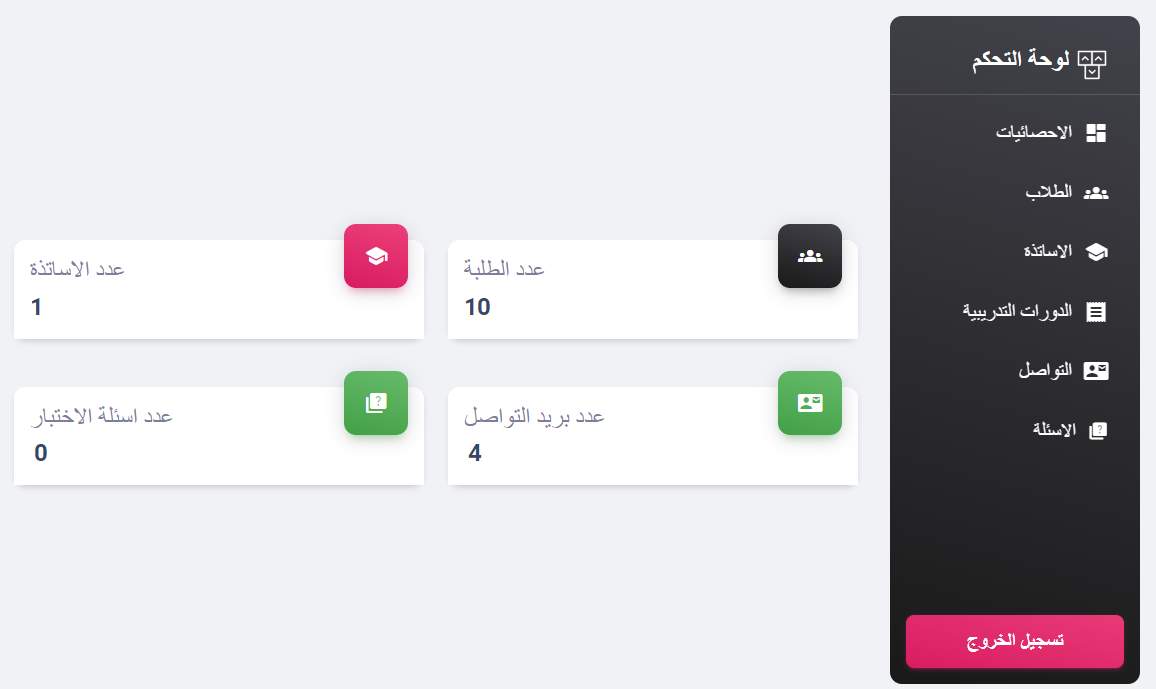 لوحة التحكم
الاحصائيات
الطلاب
الاساتذة
الدورات التدريبية
التواصل
الاسئلة
تسجيل الخروج
عدد الطلبة
10
عدد الاساتذة
1
عدد بريد التواصل
4
عدد اسئلة الاختبار
0